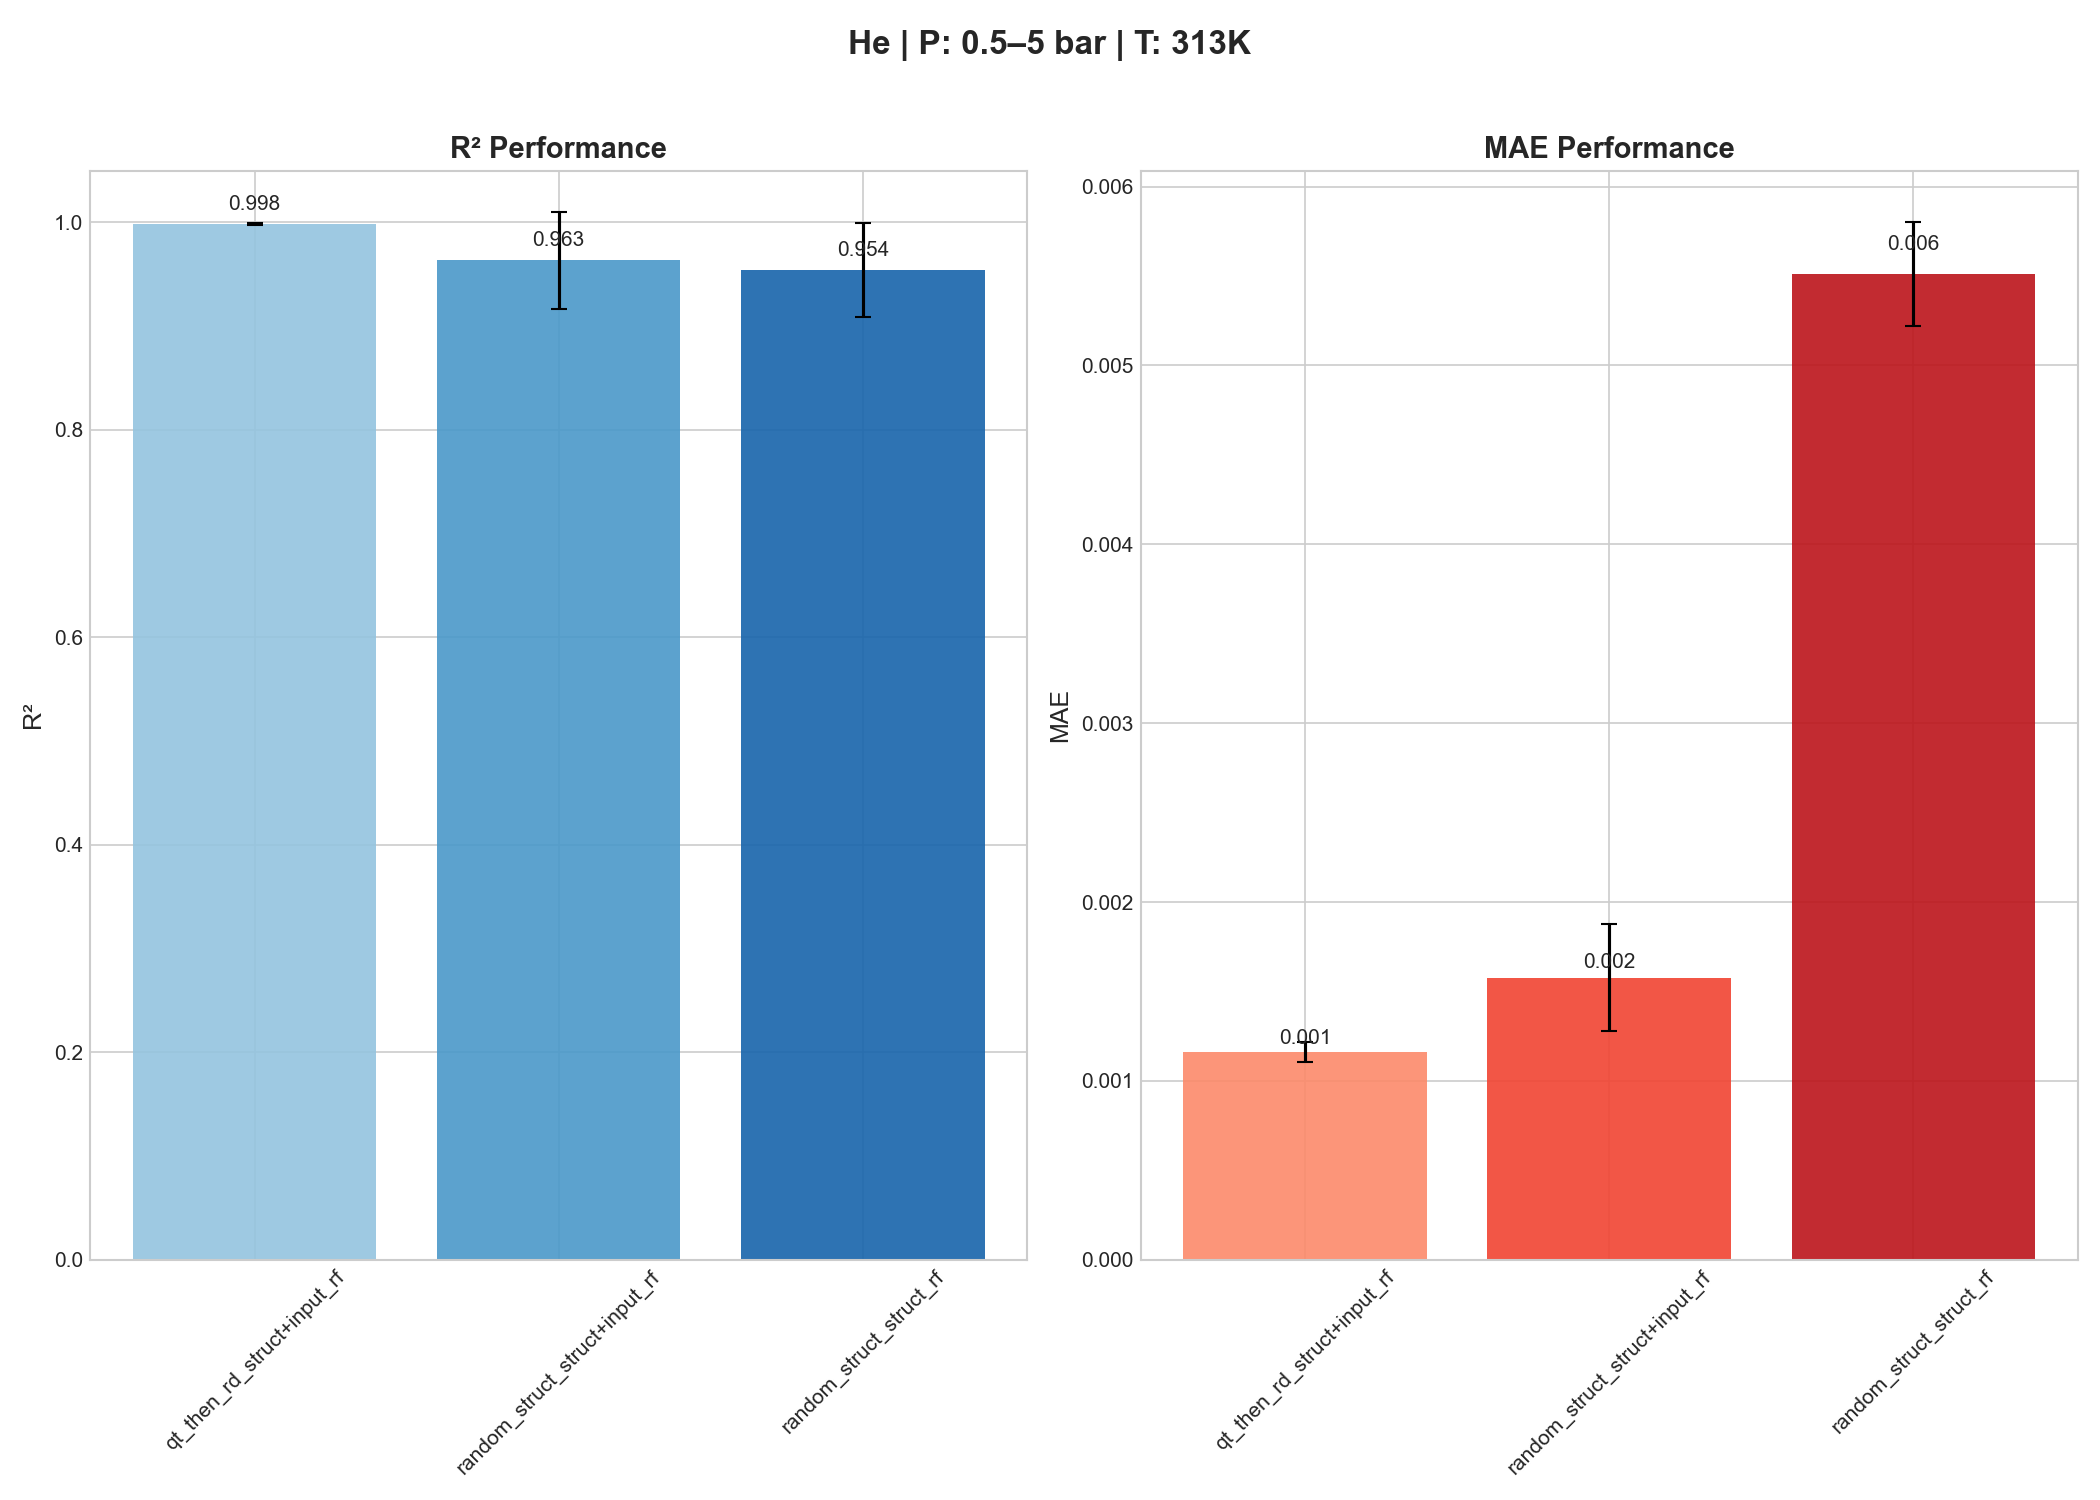 He | P: 0.5–5 bar | T: 313K
R² Performance
0.998
0.963
0.954
1.0
0.8
0.6
0.4
0.2
0.0
R²
qt_then_rd_struct+input_rf
random_struct_struct+input_rf
random_struct_struct_rf
MAE Performance
0.006
0.006
0.005
0.004
0.003
0.002
0.002
0.001
0.001
0.000
MAE
qt_then_rd_struct+input_rf
random_struct_struct+input_rf
random_struct_struct_rf